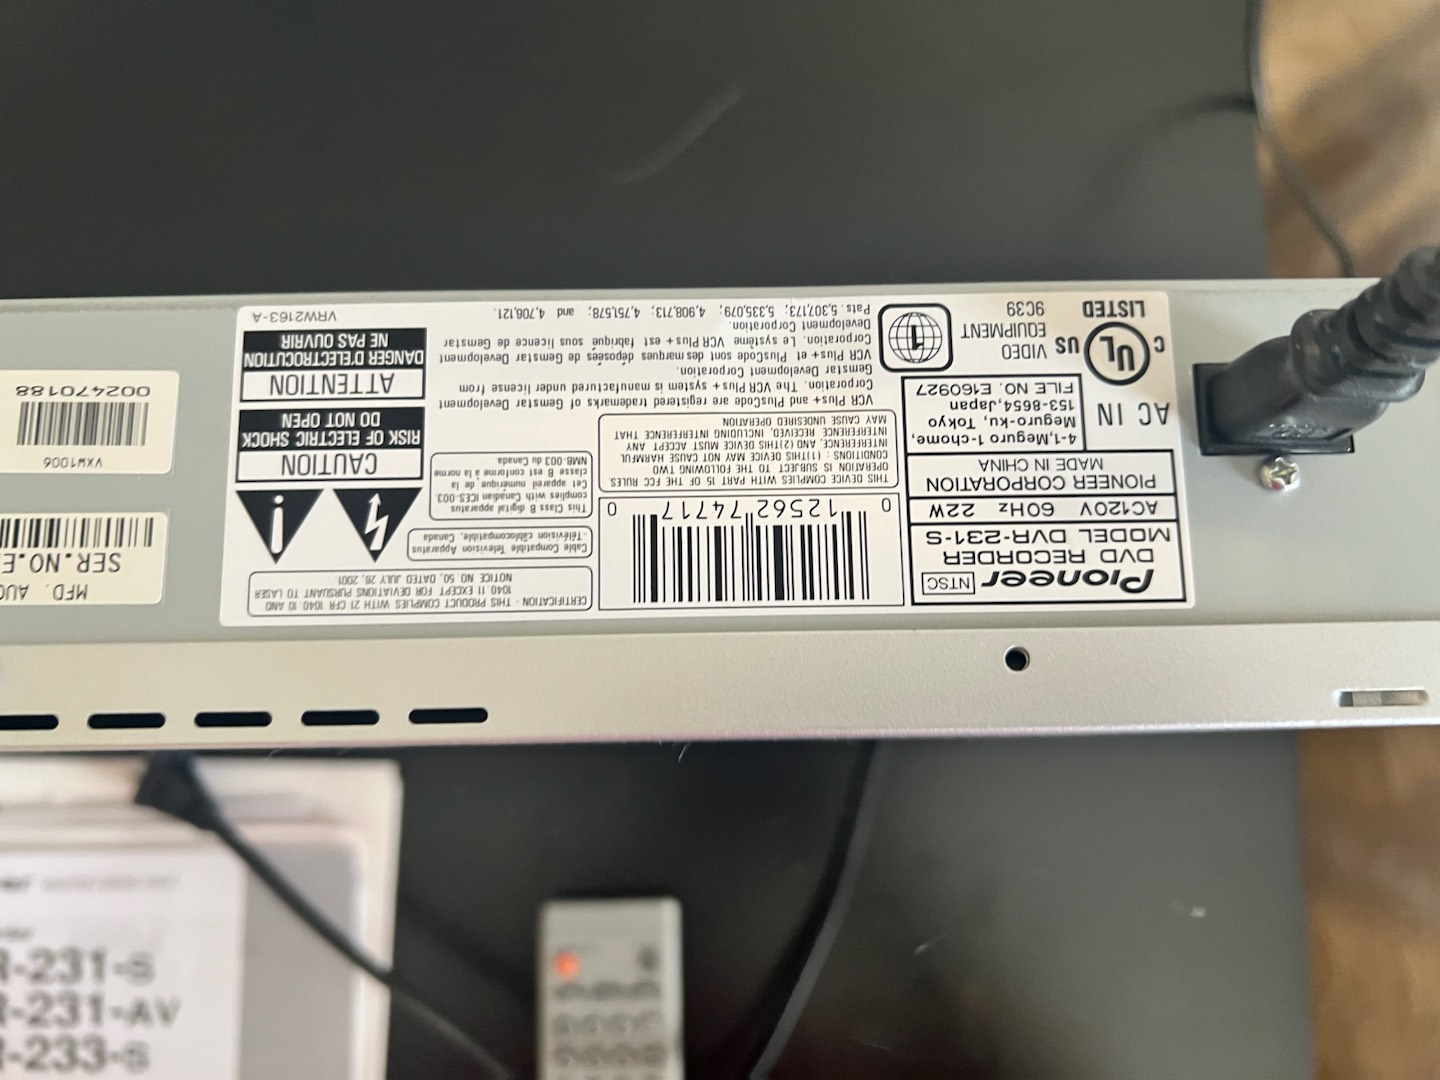 Pioneer NTSC
DVD RECORDER
MODEL DVR-231-S
AC120V 60Hz 22W
PIONEER CORPORATION
MADE IN CHINA
4-1,Meguro 1-chome,
Meguro-ku, Tokyo
153-8654,Japan
FILE NO. E160927
AC IN
C UL US
LISTED
VIDEO
EQUIPMENT
9C39
1
0 12562 74717 0
THIS DEVICE COMPLIES WITH PART 15 OF THE FCC RULES
OPERATION IS SUBJECT TO THE FOLLOWING TWO
CONDITIONS : (1)THIS DEVICE MAY NOT CAUSE HARMFUL
INTERFERENCE, AND (2)THIS DEVICE MUST ACCEPT ANY
INTERFERENCE RECEIVED, INCLUDING INTERFERENCE THAT
MAY CAUSE UNDESIRED OPERATION
VCR Plus+ and PlusCode are registered trademarks of Gemstar Development
Corporation. The VCR Plus+ system is manufactured under license from
Gemstar Development Corporation.
VCR Plus+ et PlusCode sont des marques déposées de Gemstar Development
Corporation. Le système VCR Plus+ est fabriqué sous licence de Gemstar
Development Corporation.
Pats. 5,307,173; 5,335,079; 4,908,713; 4,751,578; and 4,706,121.
CERTIFICATION - THIS PRODUCT COMPLIES WITH 21 CFR 1040.10 AND
1040.11 EXCEPT FOR DEVIATIONS PURSUANT TO LASER
NOTICE NO. 50, DATED JULY 26, 2001.
Cable Compatible Television Apparatus
-Télévision câblocompatible, Canada
This Class B digital apparatus
complies with Canadian ICES-003.
Cet appareil numérique de la
classe B est conforme à la norme
NMB-003 du Canada
CAUTION
RISK OF ELECTRIC SHOCK
DO NOT OPEN
ATTENTION
DANGER D'ELECTROCUTION
NE PAS OUVRIR
VRW2163-A
MFD. AUG
SER.NO.E
VXW1006
002470188
R-231-S
R-231-AV
R-233-S